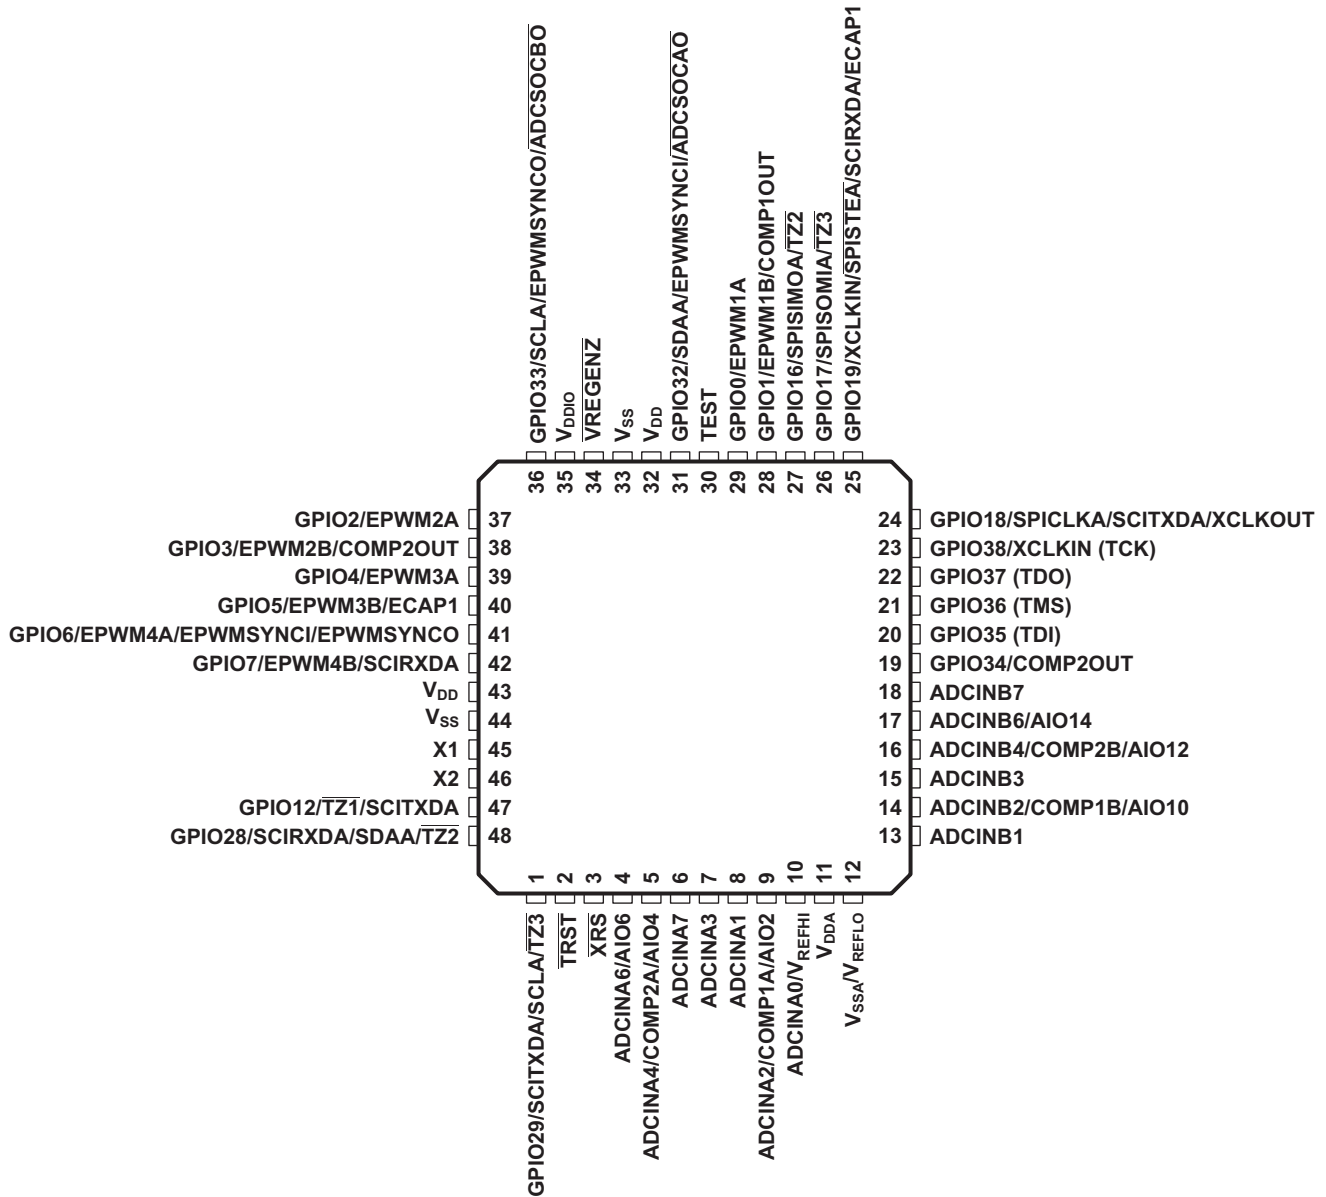 GPIO33/SCLA/EPWMSYNCO/ADCSOCBO
VDDIO
VREGENZ
VSS
VDD
GPIO32/SDAA/EPWMSYNCI/ADCSOCAO
TEST
GPIO0/EPWM1A
GPIO1/EPWM1B/COMP1OUT
GPIO16/SPISIMOA/TZ2
GPIO17/SPISOMIA/TZ3
GPIO19/XCLKIN/SPISTEA/SCIRXDA/ECAP1
36
35
34
33
32
31
30
29
28
27
26
25
GPIO2/EPWM2A 37
GPIO3/EPWM2B/COMP2OUT 38
GPIO4/EPWM3A 39
GPIO5/EPWM3B/ECAP1 40
GPIO6/EPWM4A/EPWMSYNCI/EPWMSYNCO 41
GPIO7/EPWM4B/SCIRXDA 42
VDD 43
VSS 44
X1 45
X2 46
GPIO12/TZ1/SCITXDA 47
GPIO28/SCIRXDA/SDAA/TZ2 48
24 GPIO18/SPICLKA/SCITXDA/XCLKOUT
23 GPIO38/XCLKIN (TCK)
22 GPIO37 (TDO)
21 GPIO36 (TMS)
20 GPIO35 (TDI)
19 GPIO34/COMP2OUT
18 ADCINB7
17 ADCINB6/AIO14
16 ADCINB4/COMP2B/AIO12
15 ADCINB3
14 ADCINB2/COMP1B/AIO10
13 ADCINB1
1
2
3
4
5
6
7
8
9
10
11
12
GPIO29/SCITXDA/SCLA/TZ3
TRST
XRS
ADCINA6/AIO6
ADCINA4/COMP2A/AIO4
ADCINA7
ADCINA3
ADCINA1
ADCINA2/COMP1A/AIO2
ADCINA0/VREFHI
VDDA
VSSA/VREFLO